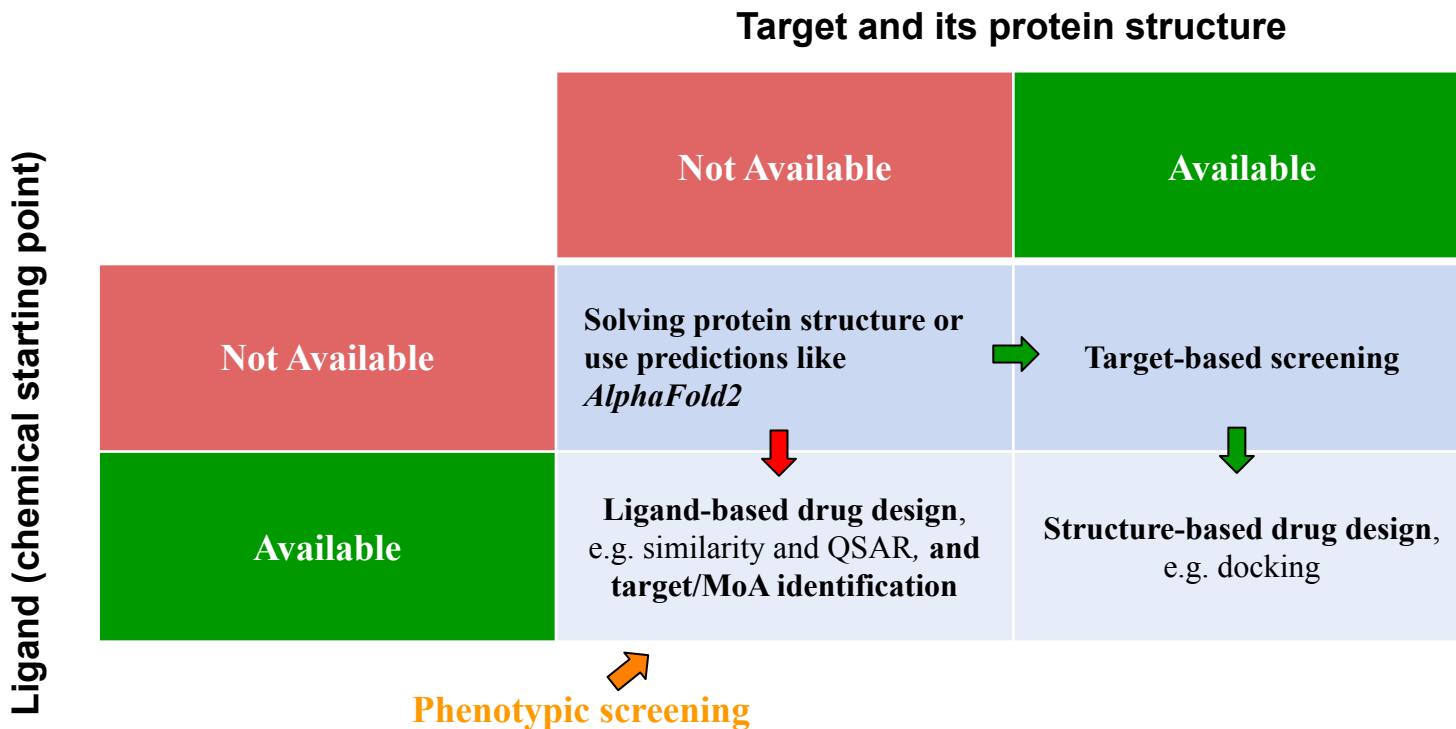 Target and its protein structure
Ligand (chemical starting point)
Not Available
Available
Not Available
Solving protein structure or
use predictions like
AlphaFold2
Target-based screening
Available
Ligand-based drug design,
e.g. similarity and QSAR, and
target/MoA identification
Structure-based drug design,
e.g. docking
Phenotypic screening